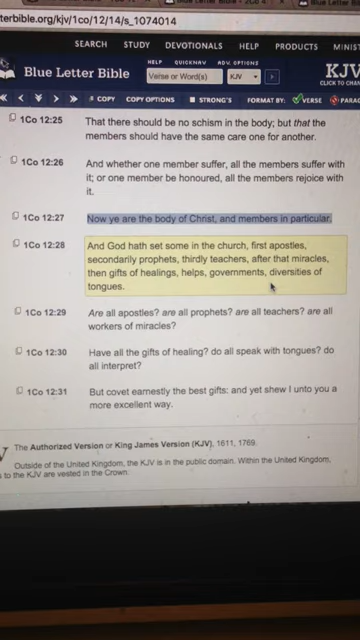 terbible.org/kjv/1co/12/14/s_1074014
SEARCH STUDY DEVOTIONALS HELP PRODUCTS MINIST
HELP QUICKNAV ADV. OPTIONS
Blue Letter Bible Verse or Word(s) KJV KJV
CLICK TO CHAN
COPY COPY OPTIONS STRONG'S FORMAT BY: VERSE PARA
1Co 12:25 That there should be no schism in the body; but that the
members should have the same care one for another.
1Co 12:26 And whether one member suffer, all the members suffer with
it; or one member be honoured, all the members rejoice with
it.
1Co 12:27 Now ye are the body of Christ, and members in particular.
1Co 12:28 And God hath set some in the church, first apostles,
secondarily prophets, thirdly teachers, after that miracles,
then gifts of healings, helps, governments, diversities of
tongues.
1Co 12:29 Are all apostles? are all prophets? are all teachers? are all
workers of miracles?
1Co 12:30 Have all the gifts of healing? do all speak with tongues? do
all interpret?
1Co 12:31 But covet earnestly the best gifts: and yet shew I unto you a
more excellent way.
V The Authorized Version or King James Version (KJV), 1611, 1769.
Outside of the United Kingdom, the KJV is in the public domain. Within the United Kingdom,
s to the KJV are vested in the Crown.